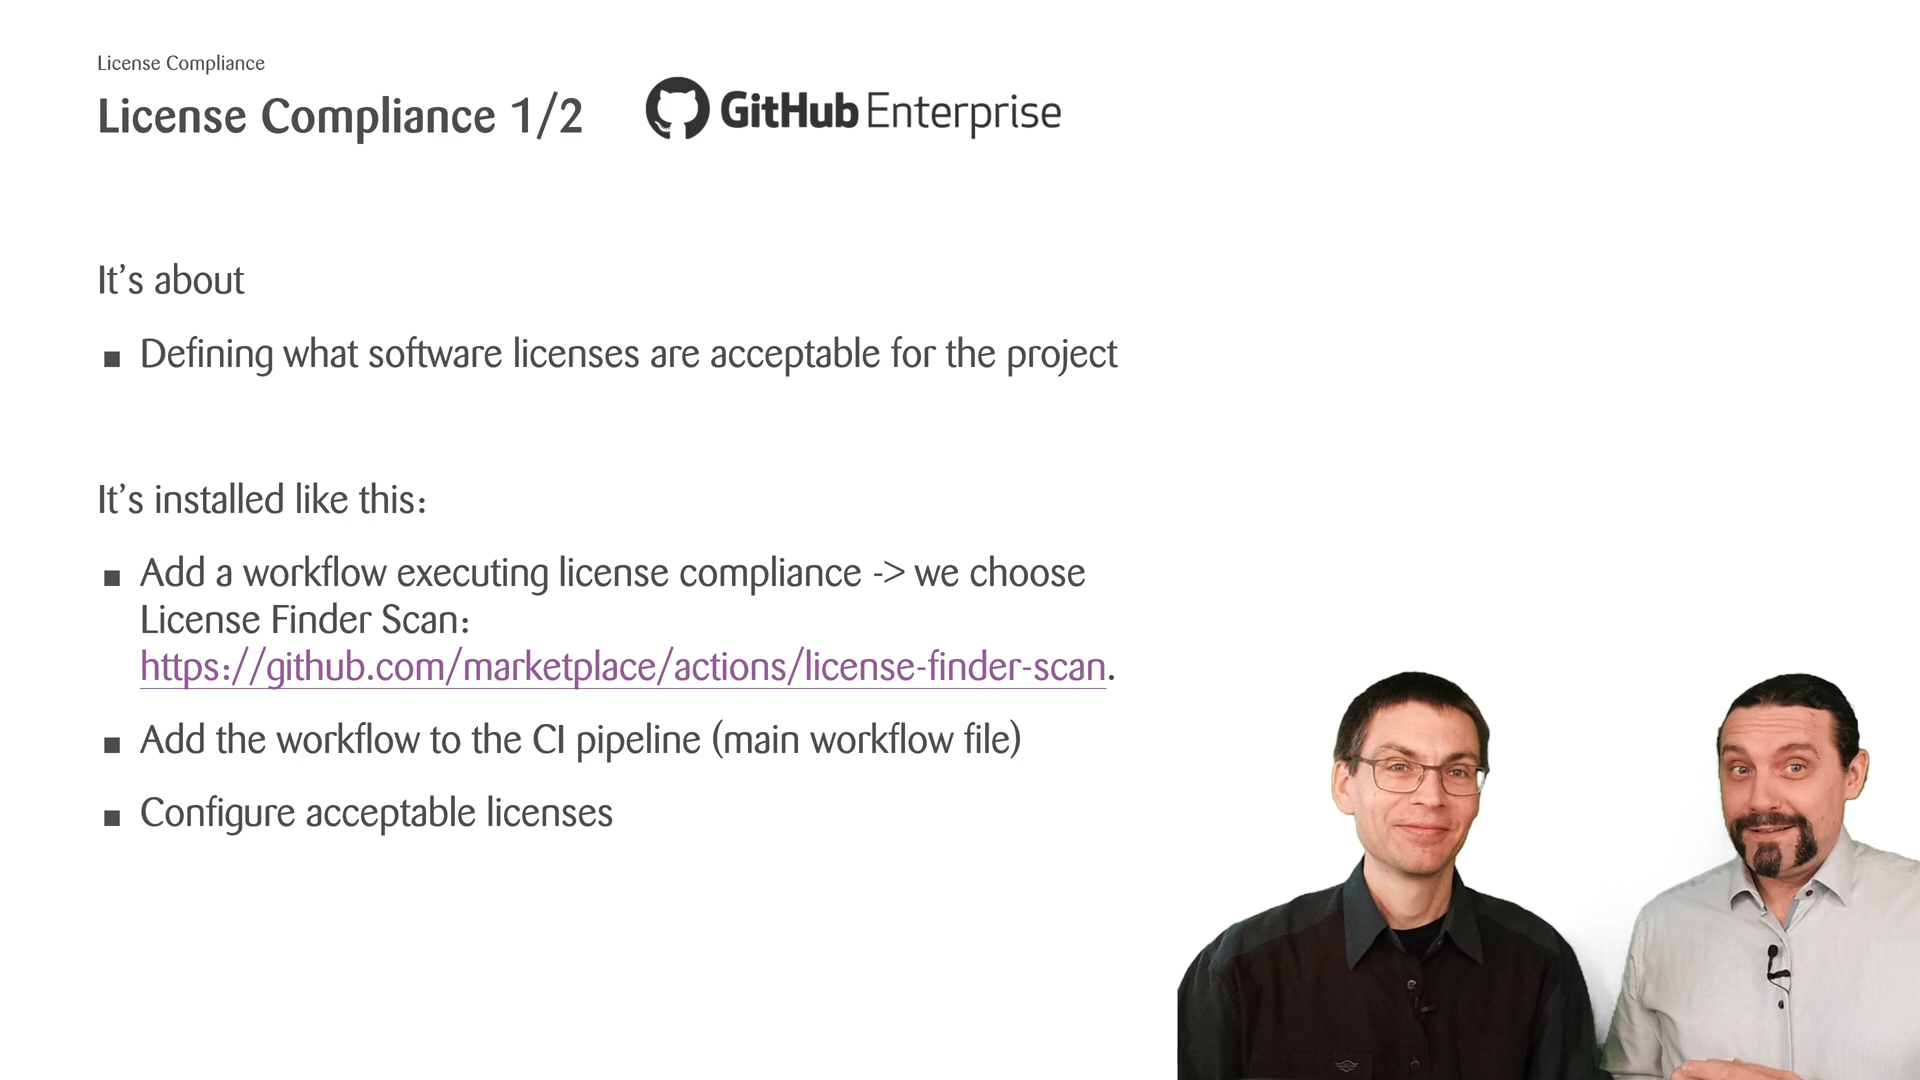 License Compliance
License Compliance 1/2
GitHub Enterprise
It’s about
■ Defining what software licenses are acceptable for the project
It’s installed like this:
■ Add a workflow executing license compliance -> we choose
License Finder Scan:
https://github.com/marketplace/actions/license-finder-scan.
■ Add the workflow to the CI pipeline (main workflow file)
■ Configure acceptable licenses